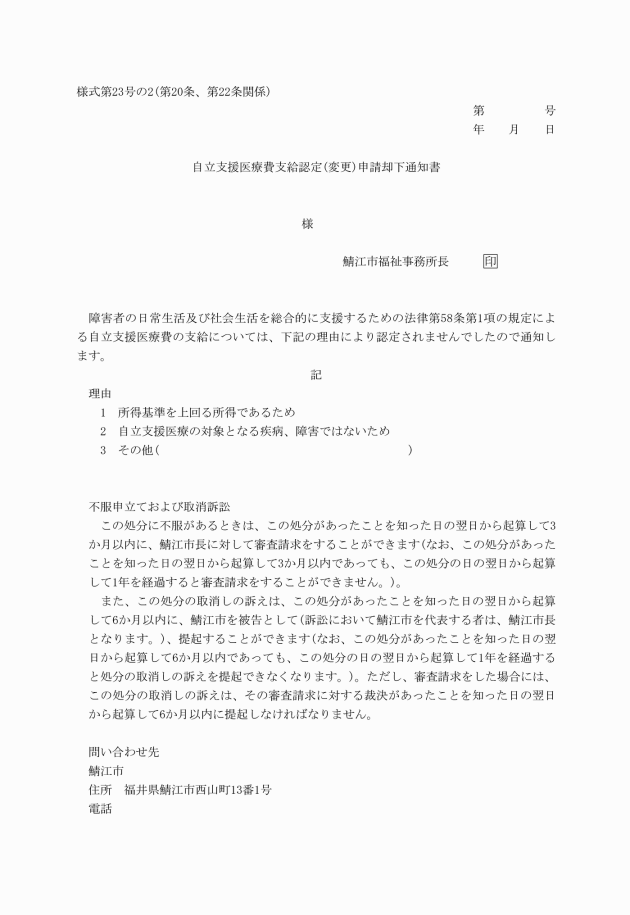 様式第23号の2(第20条、第22条関係)
第　　　　　号
年　　月　　日
自立支援医療費支給認定(変更)申請却下通知書
様
鯖江市福祉事務所長　　　印
障害者の日常生活及び社会生活を総合的に支援するための法律第58条第1項の規定によ
る自立支援医療費の支給については、下記の理由により認定されませんでしたので通知し
ます。
記
理由
1　所得基準を上回る所得であるため
2　自立支援医療の対象となる疾病、障害ではないため
3　その他(　　　　　　　　　　　　　　　　　　　　　)
不服申立ておよび取消訴訟
この処分に不服があるときは、この処分があったことを知った日の翌日から起算して3
か月以内に、鯖江市長に対して審査請求をすることができます(なお、この処分があった
ことを知った日の翌日から起算して3か月以内であっても、この処分の日の翌日から起算
して1年を経過すると審査請求をすることができません。)。
また、この処分の取消しの訴えは、この処分があったことを知った日の翌日から起算
して6か月以内に、鯖江市を被告として(訴訟において鯖江市を代表する者は、鯖江市長
となります。)、提起することができます(なお、この処分があったことを知った日の翌
日から起算して6か月以内であっても、この処分の日の翌日から起算して1年を経過する
と処分の取消しの訴えを提起できなくなります。)。ただし、審査請求をした場合には、
この処分の取消しの訴えは、その審査請求に対する裁決があったことを知った日の翌日
から起算して6か月以内に提起しなければなりません。
問い合わせ先
鯖江市
住所　福井県鯖江市西山町13番1号
電話